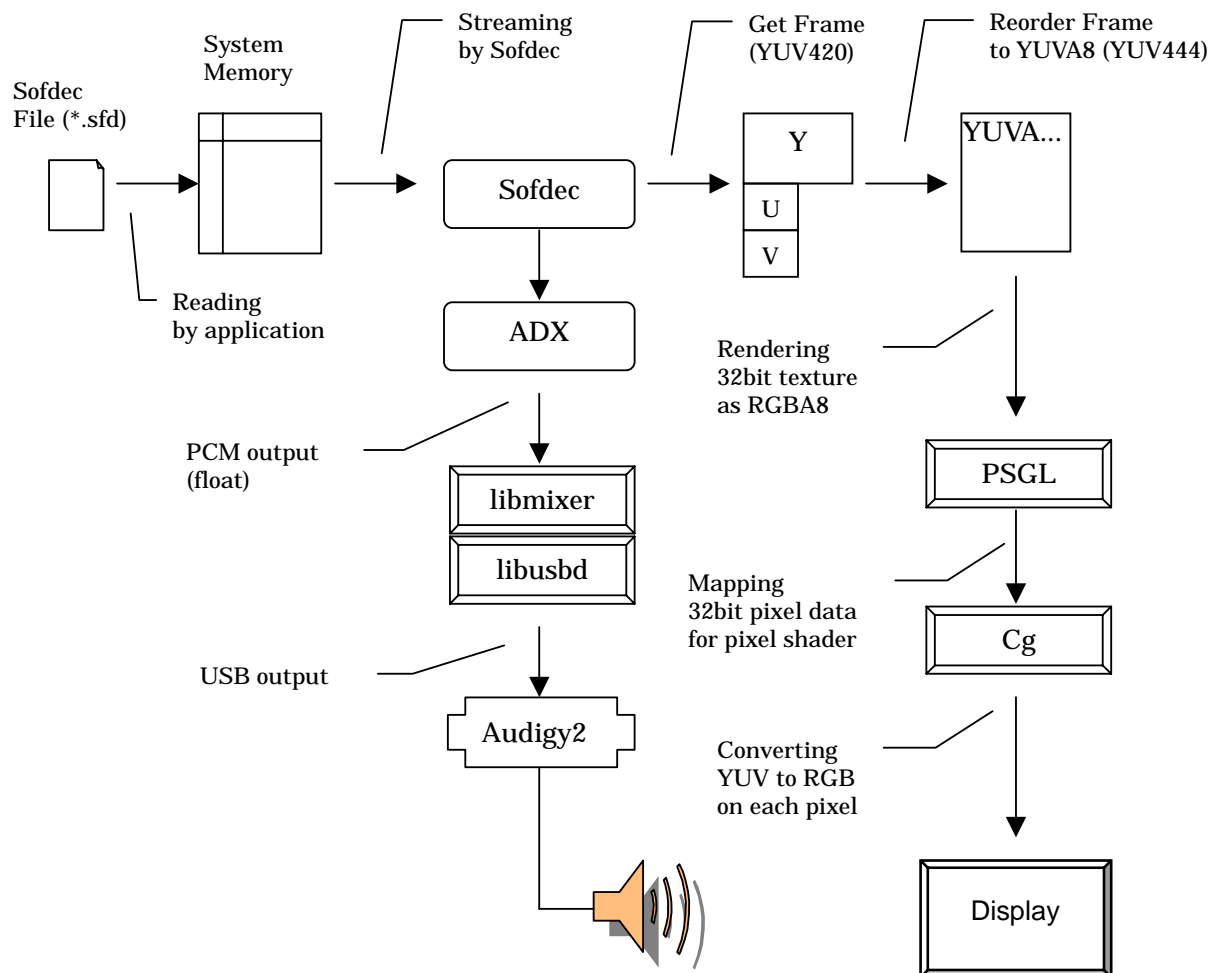 Sofdec
File (*.sfd)
System
Memory
Streaming
by Sofdec
Get Frame
(YUV420)
Reorder Frame
to YUVA8 (YUV444)
Reading
by application
Sofdec
Y
U
V
YUVA...
ADX
PCM output
(float)
libmixer
libusbd
USB output
Audigy2
Rendering
32bit texture
as RGBA8
PSGL
Mapping
32bit pixel data
for pixel shader
Cg
Converting
YUV to RGB
on each pixel
Display